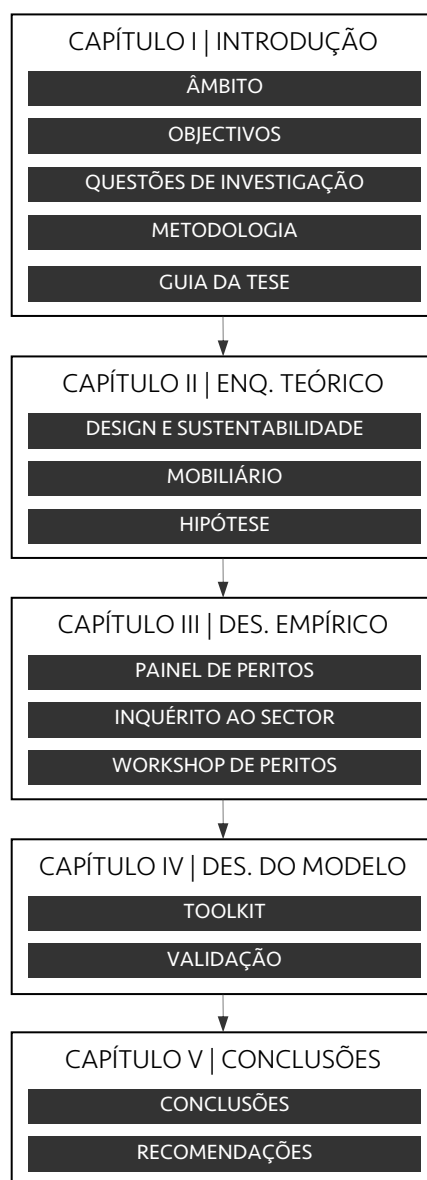 CAPÍTULO I | INTRODUÇÃO
ÂMBITO
OBJECTIVOS
QUESTÕES DE INVESTIGAÇÃO
METODOLOGIA
GUIA DA TESE
CAPÍTULO II | ENQ. TEÓRICO
DESIGN E SUSTENTABILIDADE
MOBILIÁRIO
HIPÓTESE
CAPÍTULO III | DES. EMPÍRICO
PAINEL DE PERITOS
INQUÉRITO AO SECTOR
WORKSHOP DE PERITOS
CAPÍTULO IV | DES. DO MODELO
TOOLKIT
VALIDAÇÃO
CAPÍTULO V | CONCLUSÕES
CONCLUSÕES
RECOMENDAÇÕES